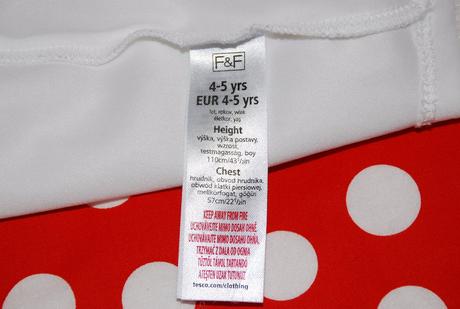 F&F
4-5 yrs
EUR 4-5 yrs
let, rokov, wiek
életkor, yaş
Height
výška, výška postavy,
wzrost,
testmagasság, boy
110cm/43½in
Chest
hrudník, obvod hrudníka,
obwód klatki piersiowej,
mellkörfogat, göğüs
57cm/22½in
KEEP AWAY FROM FIRE
UCHOVÁVEJTE MIMO DOSAH OHNĚ
UCHOVÁVAJTE MIMO DOSAHU OHŇA
TRZYMAĆ Z DALA OD OGNIA
TŰZTŐL TÁVOL TARTANDÓ
ATEŞTEN UZAK TUTUNUZ
tesco.com/clothing